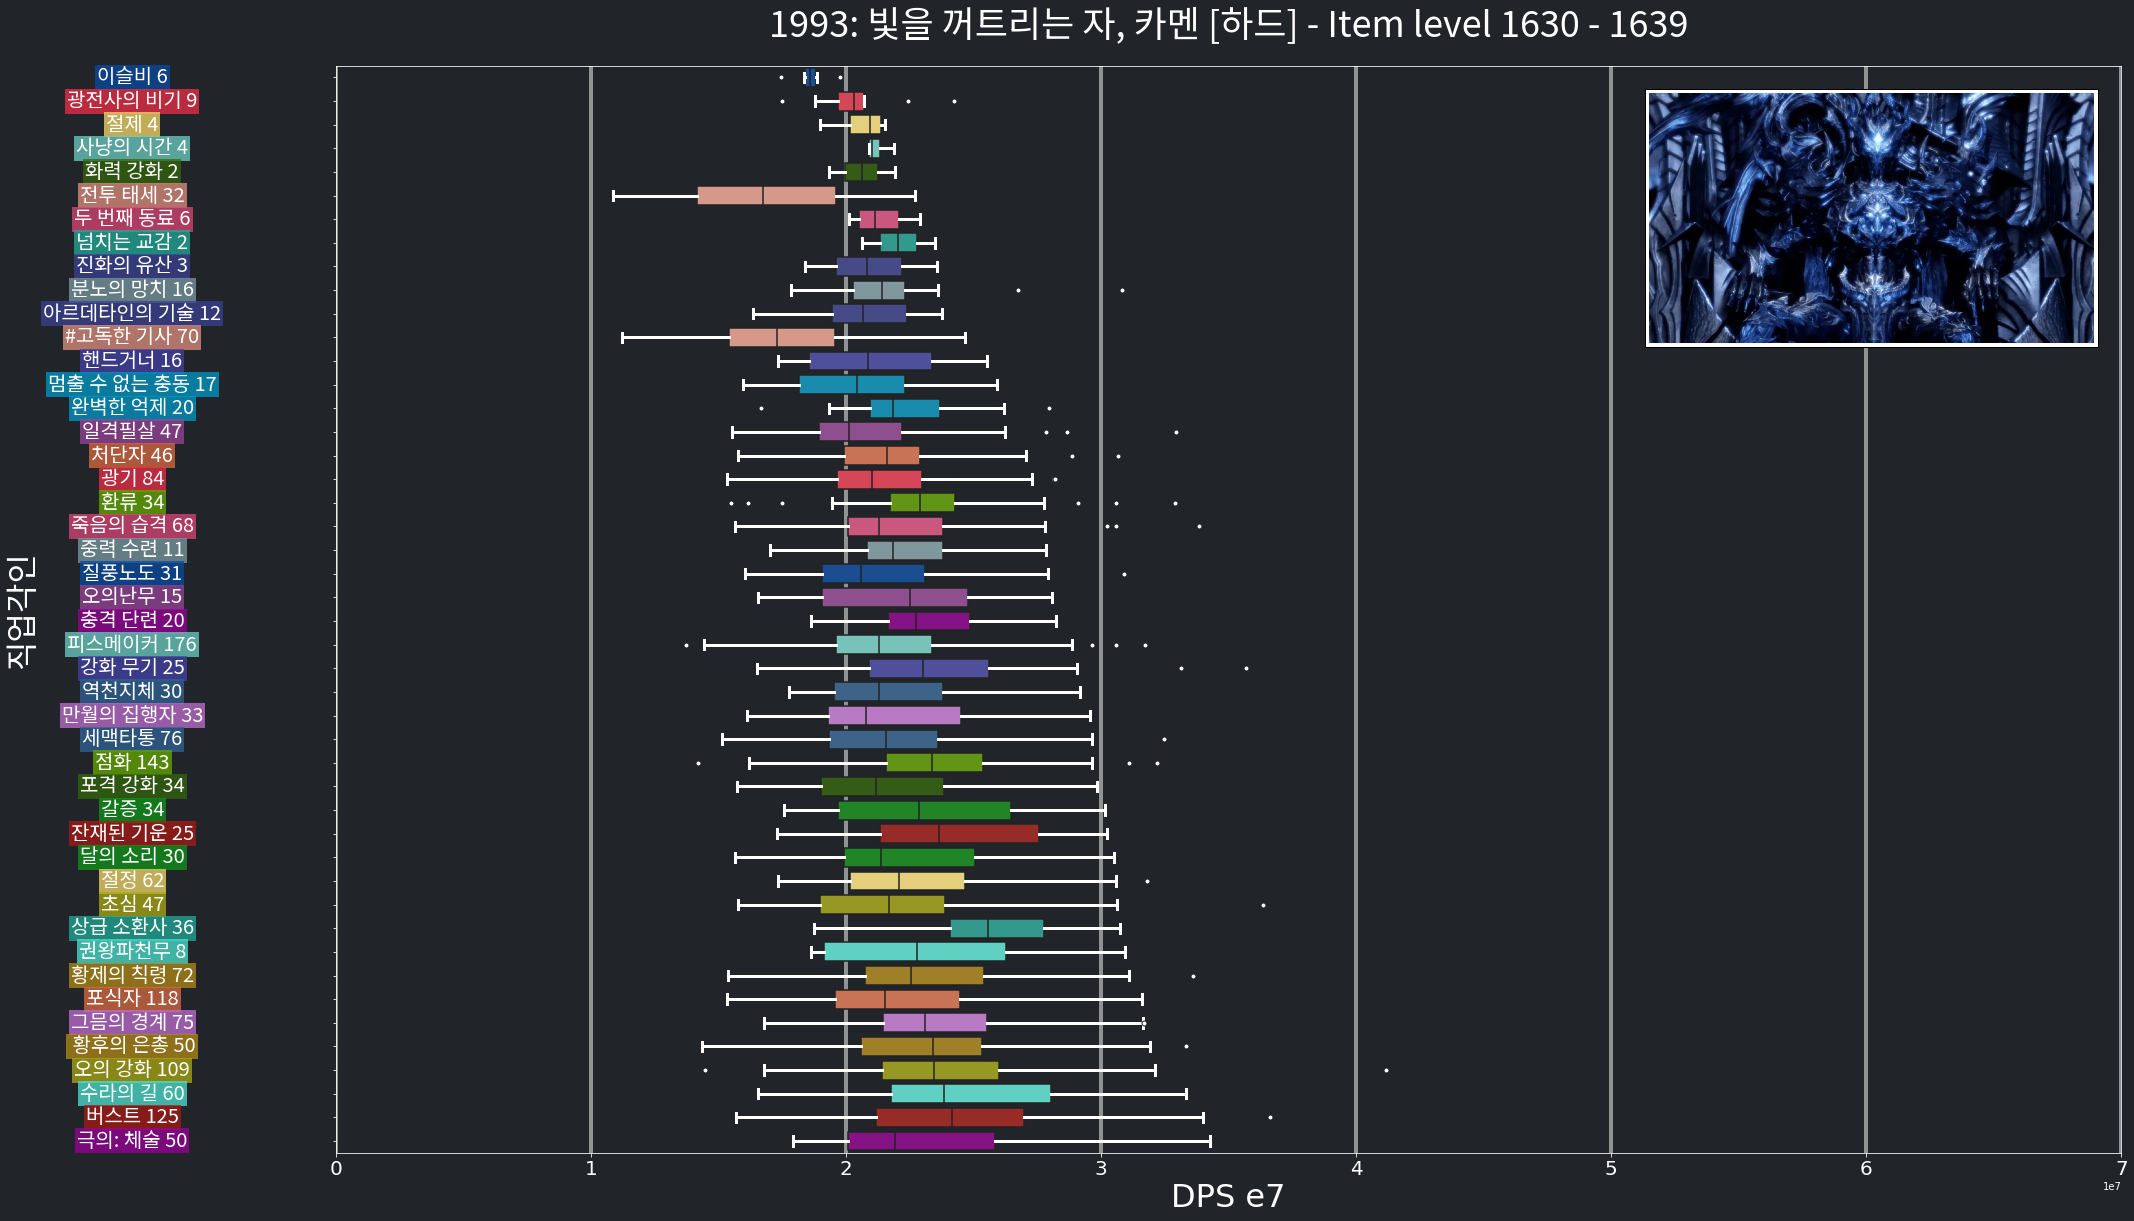 1993: 빛을 꺼트리는 자, 카멘 [하드] - Item level 1630 - 1639
직업각인
이슬비 6
광전사의 비기 9
절제 4
사냥의 시간 4
화력 강화 2
전투 태세 32
두 번째 동료 6
넘치는 교감 2
진화의 유산 3
분노의 망치 16
아르데타인의 기술 12
#고독한 기사 70
핸드거너 16
멈출 수 없는 충동 17
완벽한 억제 20
일격필살 47
처단자 46
광기 84
환류 34
죽음의 습격 68
중력 수련 11
질풍노도 31
오의난무 15
충격 단련 20
피스메이커 176
강화 무기 25
역천지체 30
만월의 집행자 33
세맥타통 76
점화 143
포격 강화 34
갈증 34
잔재된 기운 25
달의 소리 30
절정 62
초심 47
상급 소환사 36
권왕파천무 8
황제의 칙령 72
포식자 118
그믐의 경계 75
황후의 은총 50
오의 강화 109
수라의 길 60
버스트 125
극의: 체술 50
0 1 2 3 4 5 6 7
1e7
DPS e7